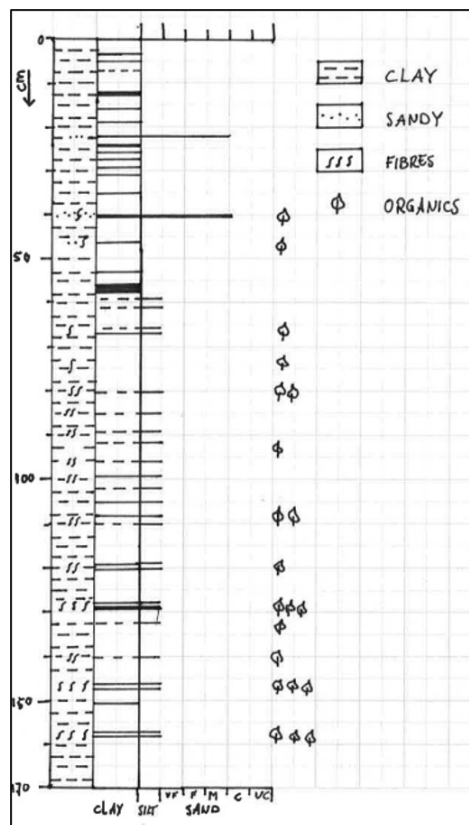 0
cm
CLAY
SANDY
FIBRES
ORGANICS
50
100
150
170
CLAY SILT VF F M C VC
SAND